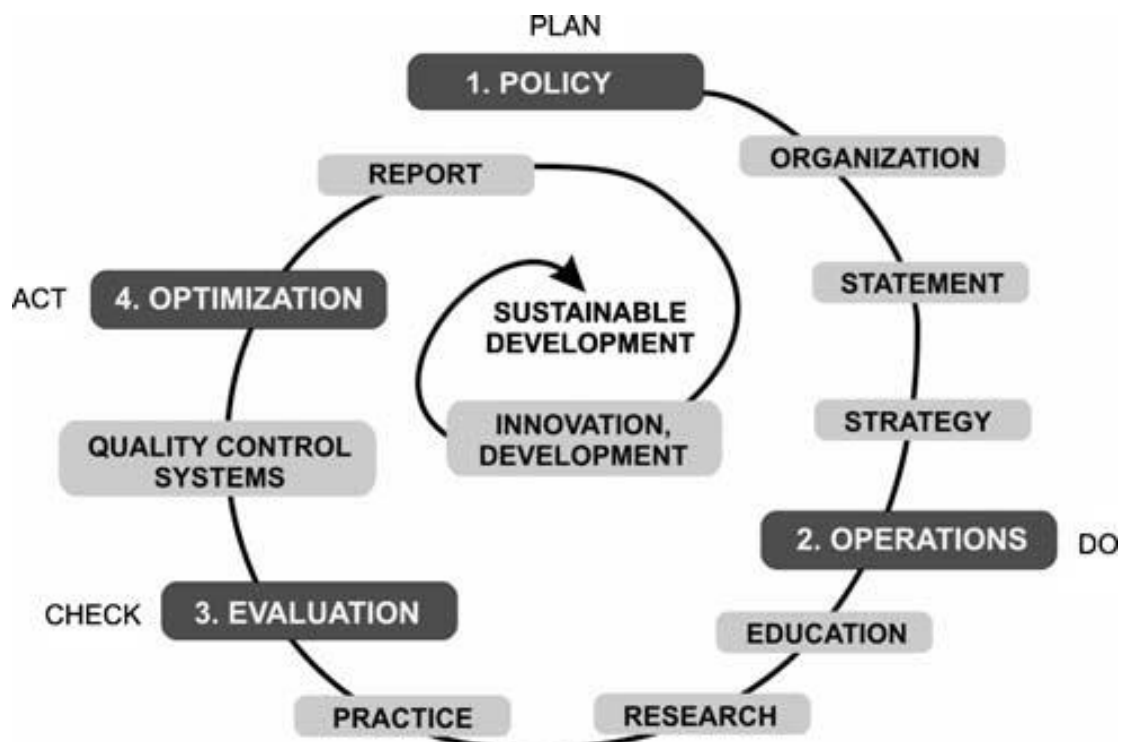 PLAN
1. POLICY
ORGANIZATION
STATEMENT
STRATEGY
2. OPERATIONS
DO
EDUCATION
RESEARCH
PRACTICE
3. EVALUATION
CHECK
QUALITY CONTROL
SYSTEMS
4. OPTIMIZATION
ACT
REPORT
INNOVATION,
DEVELOPMENT
SUSTAINABLE
DEVELOPMENT